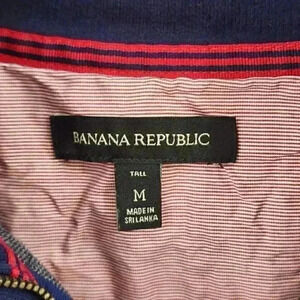 BANANA REPUBLIC
TALL
M
MADE IN
SRI LANKA